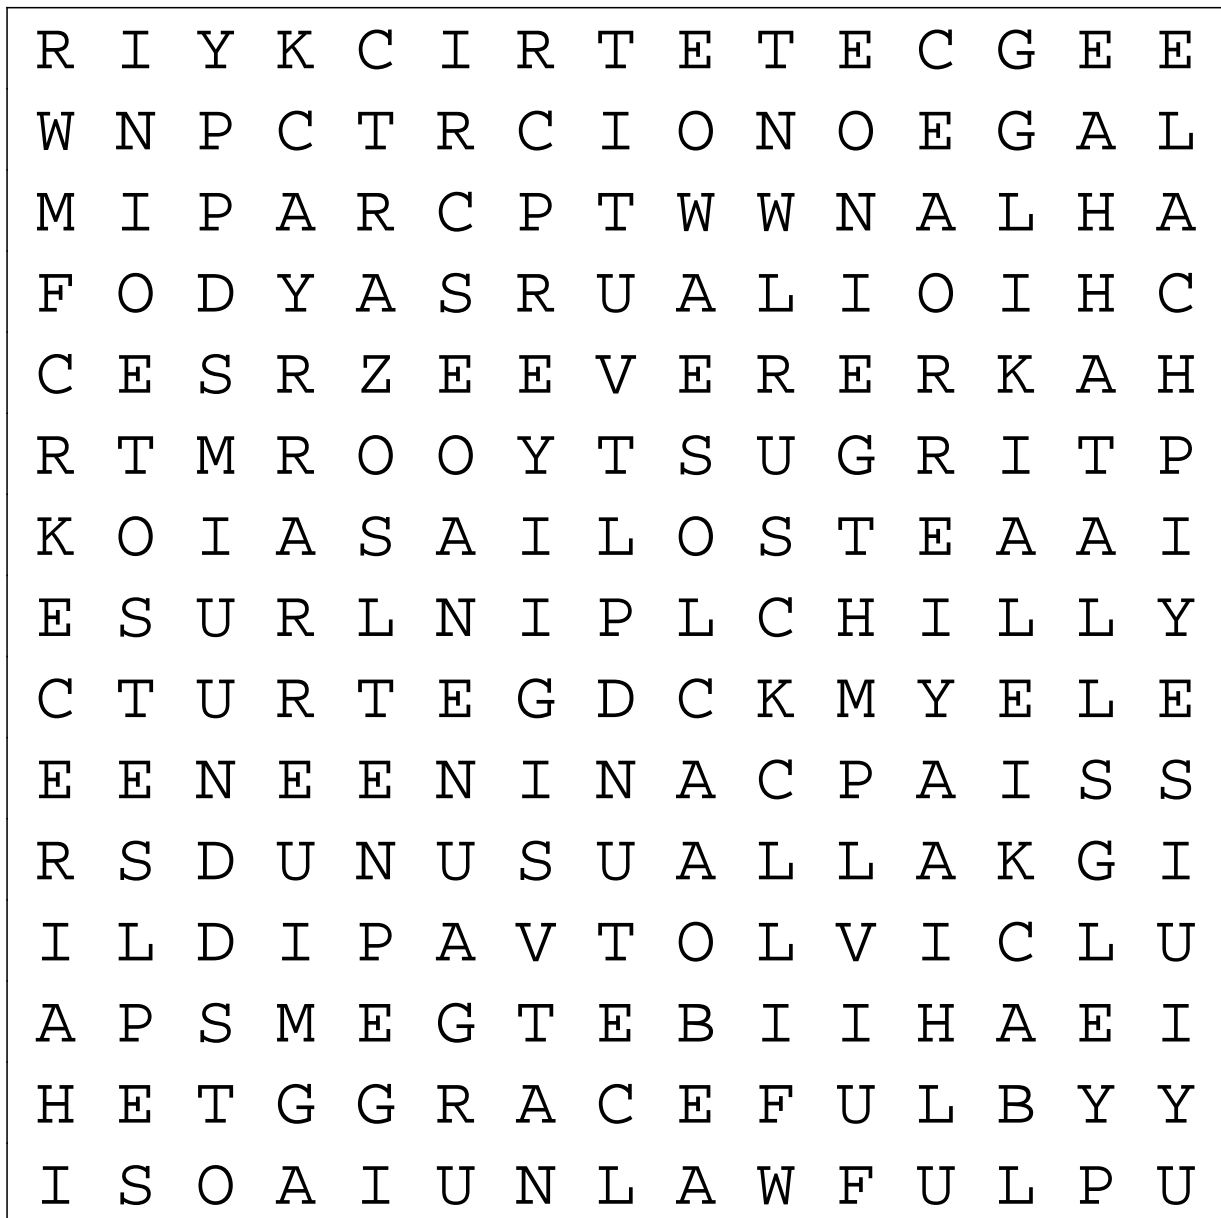 R I Y K C I R T E T E C G E E
W N P C T R C I O N O E G A L
M I P A R C P T W W N A L H A
F O D Y A S R U A L I O I H C
C E S R Z E E V E R E R K A H
R T M R O O Y T S U G R I T P
K O I A S A I L O S T E A A I
E S U R L N I P L C H I L L Y
C T U R T E G D C K M Y E L E
E E N E E N I N A C P A I S S
R S D U N U S U A L L A K G I
I L D I P A V T O L V I C L U
A P S M E G T E B I I H A E I
H E T G G R A C E F U L B Y Y
I S O A I U N L A W F U L P U